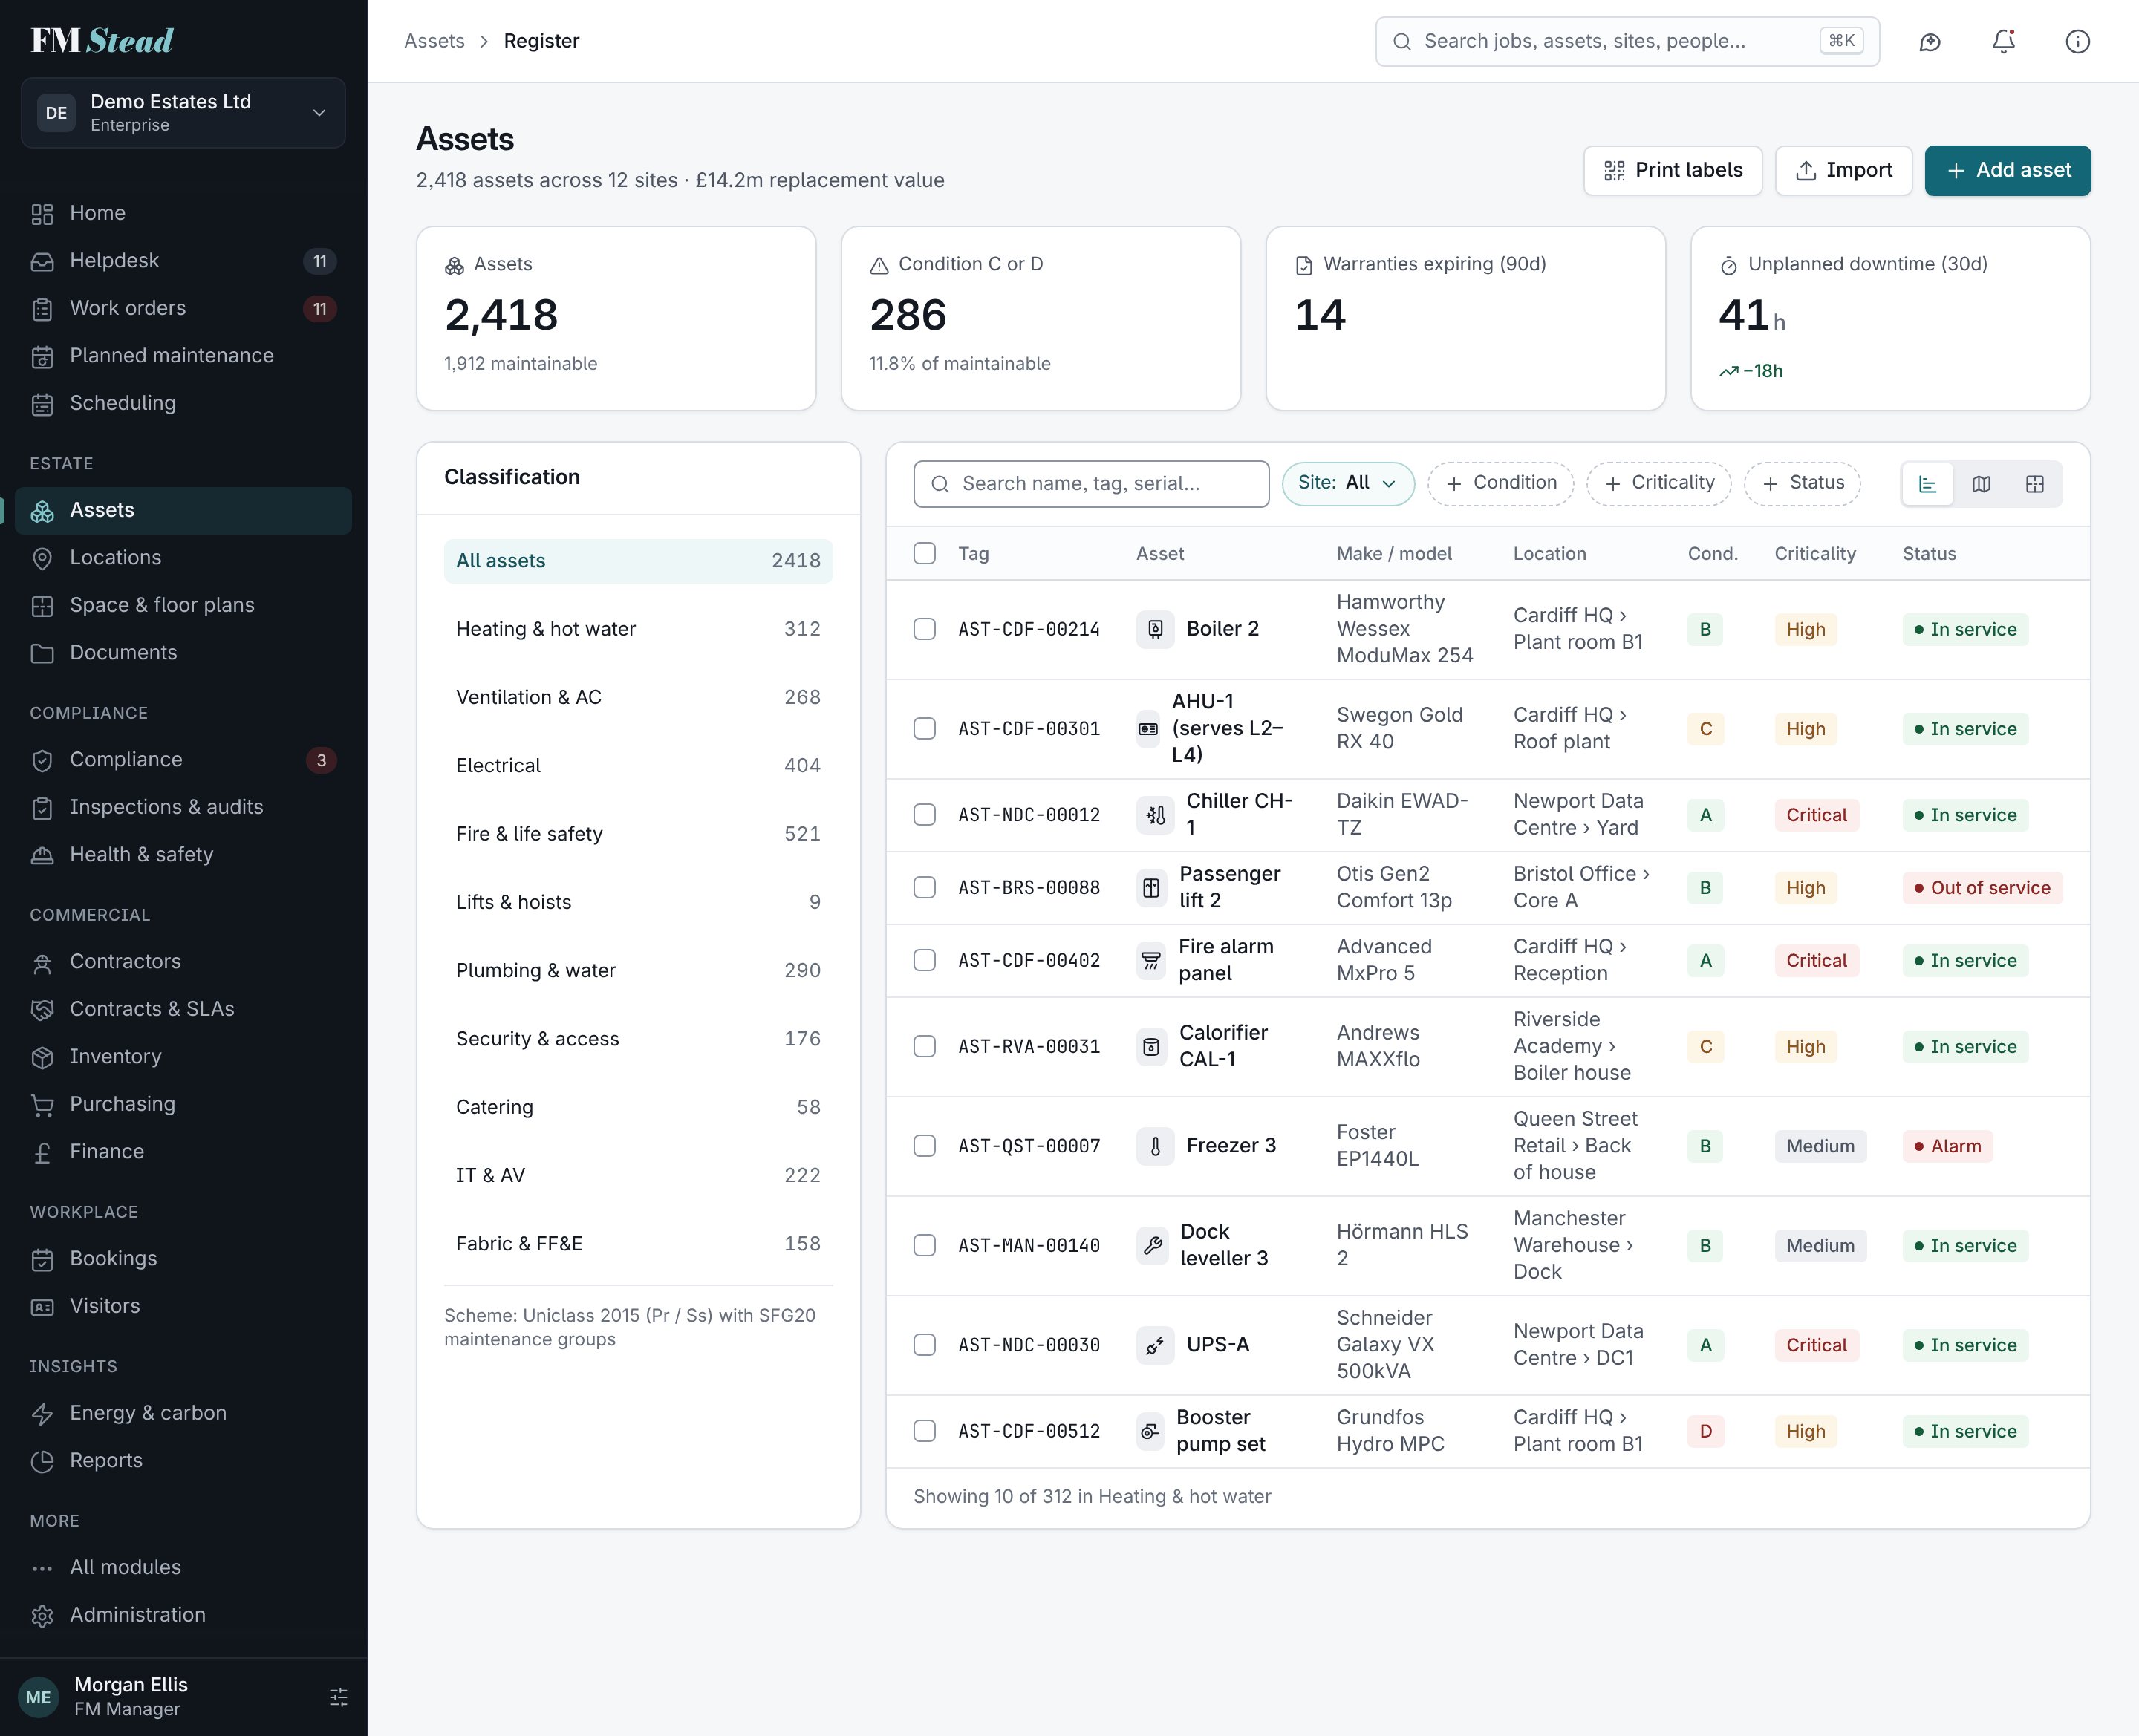 FM Stead
DE
Demo Estates Ltd
Enterprise
Home
Helpdesk 11
Work orders 11
Planned maintenance
Scheduling
ESTATE
Assets
Locations
Space & floor plans
Documents
COMPLIANCE
Compliance 3
Inspections & audits
Health & safety
COMMERCIAL
Contractors
Contracts & SLAs
Inventory
Purchasing
Finance
WORKPLACE
Bookings
Visitors
INSIGHTS
Energy & carbon
Reports
MORE
All modules
Administration
ME
Morgan Ellis
FM Manager
Assets > Register
Search jobs, assets, sites, people... ⌘K
Assets
2,418 assets across 12 sites · £14.2m replacement value
Print labels
Import
+ Add asset
Assets
2,418
1,912 maintainable
Condition C or D
286
11.8% of maintainable
Warranties expiring (90d)
14
Unplanned downtime (30d)
41 h
−18h
Classification
All assets 2418
Heating & hot water 312
Ventilation & AC 268
Electrical 404
Fire & life safety 521
Lifts & hoists 9
Plumbing & water 290
Security & access 176
Catering 58
IT & AV 222
Fabric & FF&E 158
Scheme: Uniclass 2015 (Pr / Ss) with SFG20
maintenance groups
Search name, tag, serial...
Site: All
+ Condition
+ Criticality
+ Status
Tag Asset Make / model Location Cond. Criticality Status
AST-CDF-00214
Boiler 2
Hamworthy
Wessex
ModuMax 254
Cardiff HQ ›
Plant room B1
B
High
In service
AST-CDF-00301
AHU-1
(serves L2–
L4)
Swegon Gold
RX 40
Cardiff HQ ›
Roof plant
C
High
In service
AST-NDC-00012
Chiller CH-
1
Daikin EWAD-
TZ
Newport Data
Centre › Yard
A
Critical
In service
AST-BRS-00088
Passenger
lift 2
Otis Gen2
Comfort 13p
Bristol Office ›
Core A
B
High
Out of service
AST-CDF-00402
Fire alarm
panel
Advanced
MxPro 5
Cardiff HQ ›
Reception
A
Critical
In service
AST-RVA-00031
Calorifier
CAL-1
Andrews
MAXXflo
Riverside
Academy ›
Boiler house
C
High
In service
AST-QST-00007
Freezer 3
Foster
EP1440L
Queen Street
Retail › Back
of house
B
Medium
Alarm
AST-MAN-00140
Dock
leveller 3
Hörmann HLS
2
Manchester
Warehouse ›
Dock
B
Medium
In service
AST-NDC-00030
UPS-A
Schneider
Galaxy VX
500kVA
Newport Data
Centre › DC1
A
Critical
In service
AST-CDF-00512
Booster
pump set
Grundfos
Hydro MPC
Cardiff HQ ›
Plant room B1
D
High
In service
Showing 10 of 312 in Heating & hot water